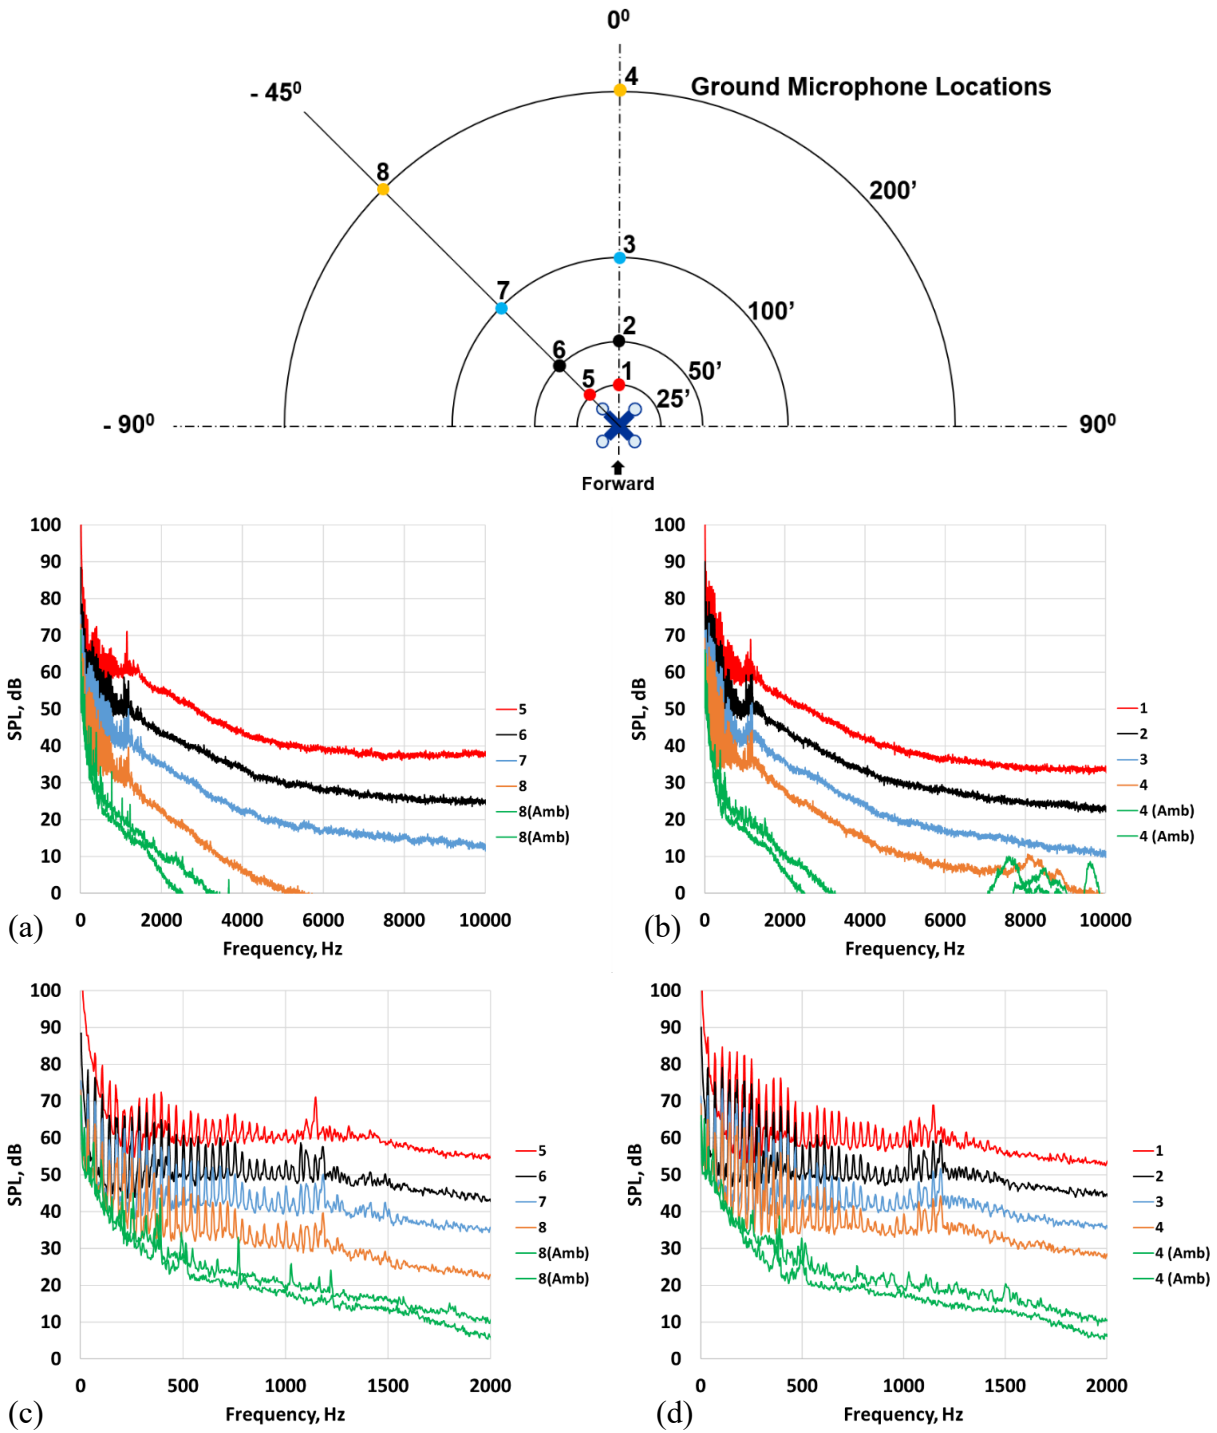 0⁰
4
Ground Microphone Locations
- 45⁰
8
200’
3
7
100’
2
6
50’
1
5
25’
- 90⁰
90⁰
Forward
100
90
80
70
60
50
40
30
20
10
0
SPL, dB
0 2000 4000 6000 8000 10000
Frequency, Hz
5
6
7
8
8(Amb)
8(Amb)
(a)
100
90
80
70
60
50
40
30
20
10
0
SPL, dB
0 2000 4000 6000 8000 10000
Frequency, Hz
1
2
3
4
4 (Amb)
4 (Amb)
(b)
100
90
80
70
60
50
40
30
20
10
0
SPL, dB
0 500 1000 1500 2000
Frequency, Hz
5
6
7
8
8(Amb)
8(Amb)
(c)
100
90
80
70
60
50
40
30
20
10
0
SPL, dB
0 500 1000 1500 2000
Frequency, Hz
1
2
3
4
4 (Amb)
4 (Amb)
(d)